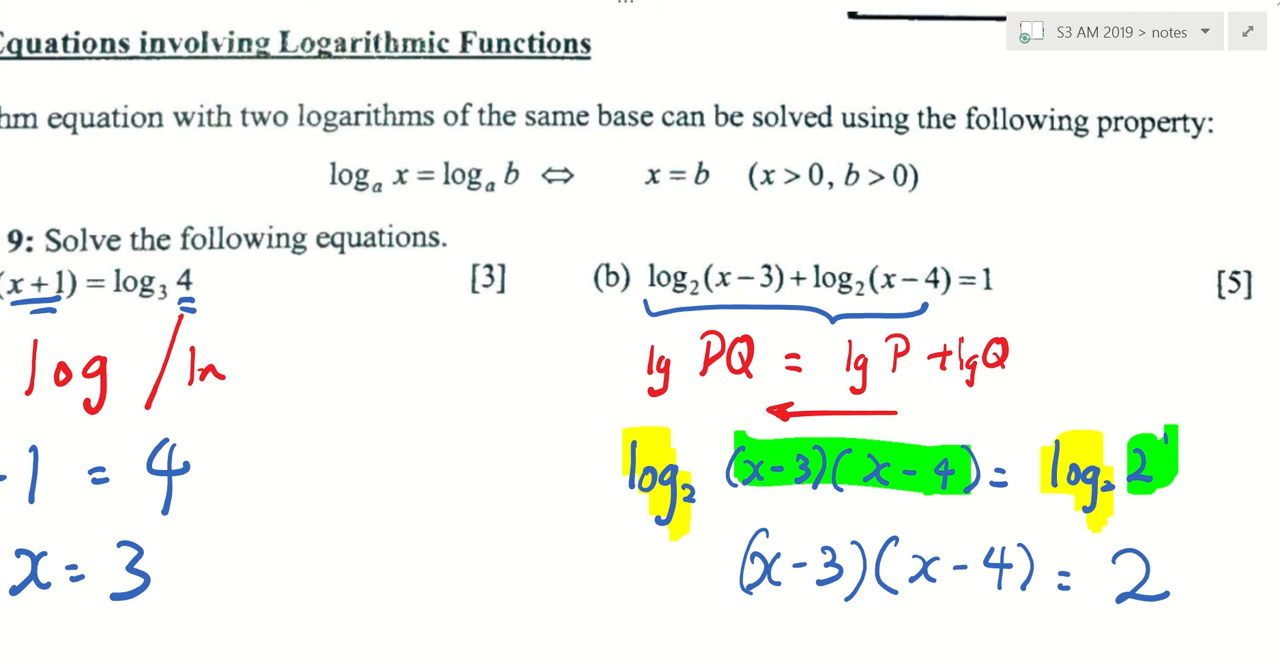 S3 AM 2019 > notes
Equations involving Logarithmic Functions
hm equation with two logarithms of the same base can be solved using the following property:
logₐ x = logₐ b ⇔ x = b (x > 0, b > 0)
9: Solve the following equations.
(x+1) = log₃ 4 [3]
(b) log₂(x−3)+log₂(x−4)=1 [5]
log / ln
lg PQ = lg P + lg Q
-1 = 4
log₂ (x-3)(x-4) = log₂ 2¹
x = 3
(x-3)(x-4) = 2